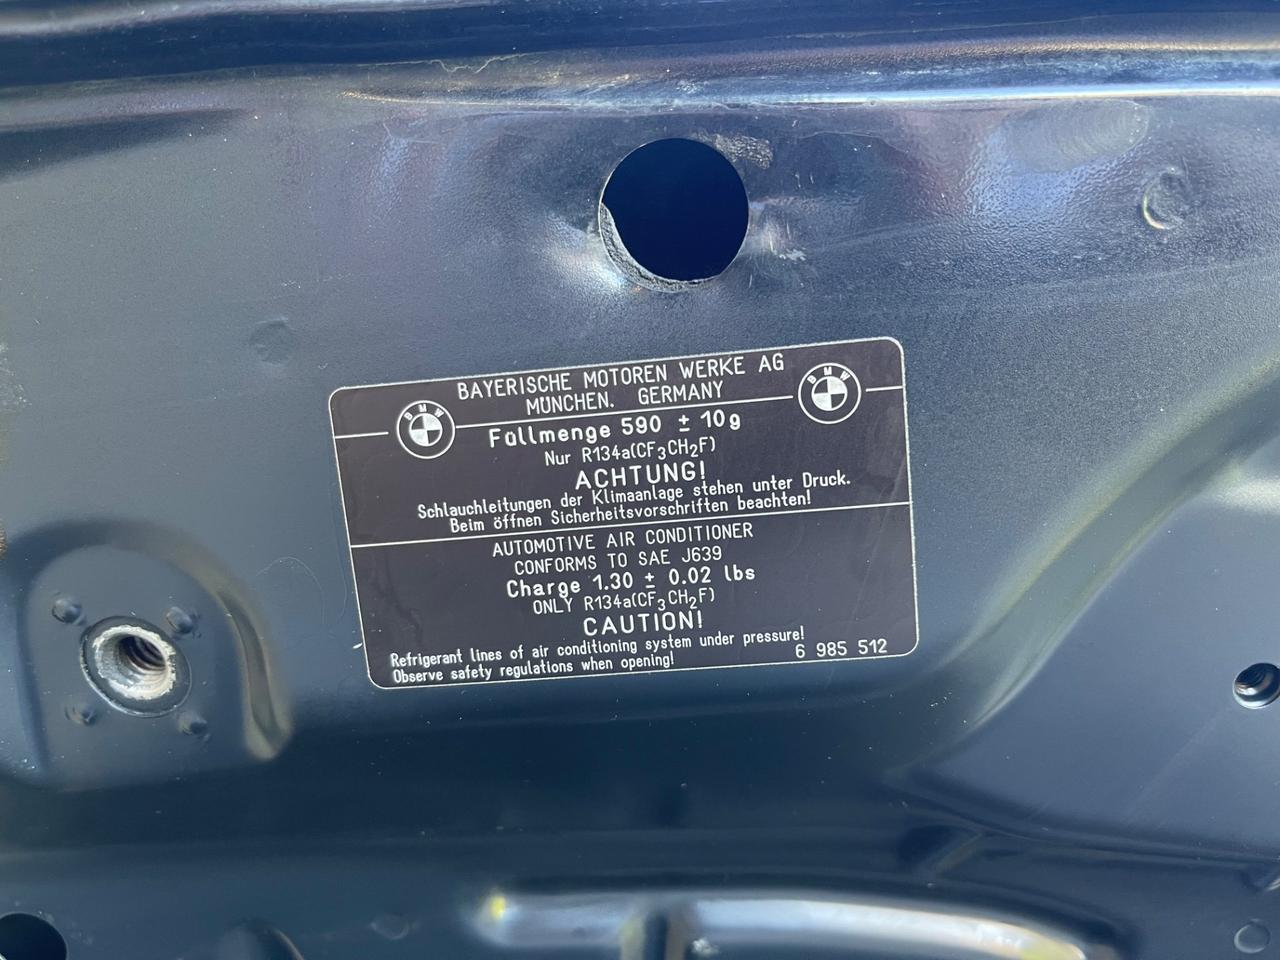 BAYERISCHE MOTOREN WERKE AG
MÜNCHEN. GERMANY
BMW
BMW
Füllmenge 590 ± 10g
Nur R134a(CF3CH2F)
ACHTUNG!
Schlauchleitungen der Klimaanlage stehen unter Druck.
Beim öffnen Sicherheitsvorschriften beachten!
AUTOMOTIVE AIR CONDITIONER
CONFORMS TO SAE J639
Charge 1.30 ± 0.02 lbs
ONLY R134a(CF3CH2F)
CAUTION!
Refrigerant lines of air conditioning system under pressure!
Observe safety regulations when opening!
6 985 512